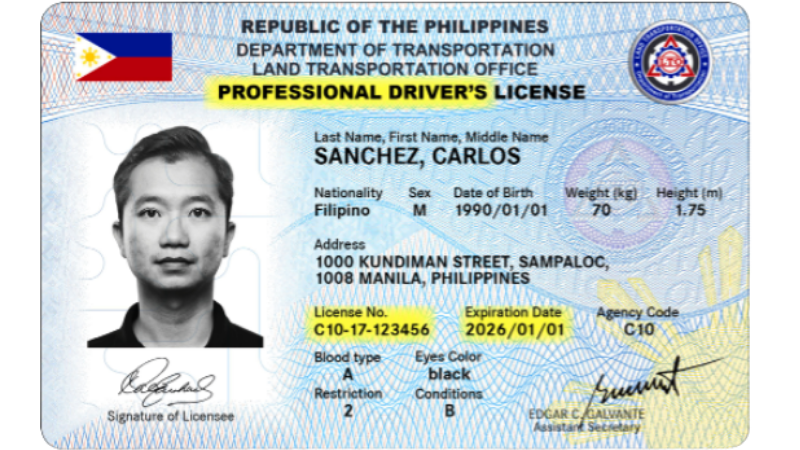 REPUBLIC OF THE PHILIPPINES
DEPARTMENT OF TRANSPORTATION
LAND TRANSPORTATION OFFICE
PROFESSIONAL DRIVER'S LICENSE
LTO
Last Name, First Name, Middle Name
SANCHEZ, CARLOS
Nationality Sex Date of Birth Weight (kg) Height (m)
Filipino M 1990/01/01 70 1.75
Address
1000 KUNDIMAN STREET, SAMPALOC,
1008 MANILA, PHILIPPINES
License No. Expiration Date Agency Code
C10-17-123456 2026/01/01 C10
Blood type Eyes Color
A black
Restriction Conditions
2 B
Signature of Licensee
EDGAR C. GALVANTE
Assistant Secretary